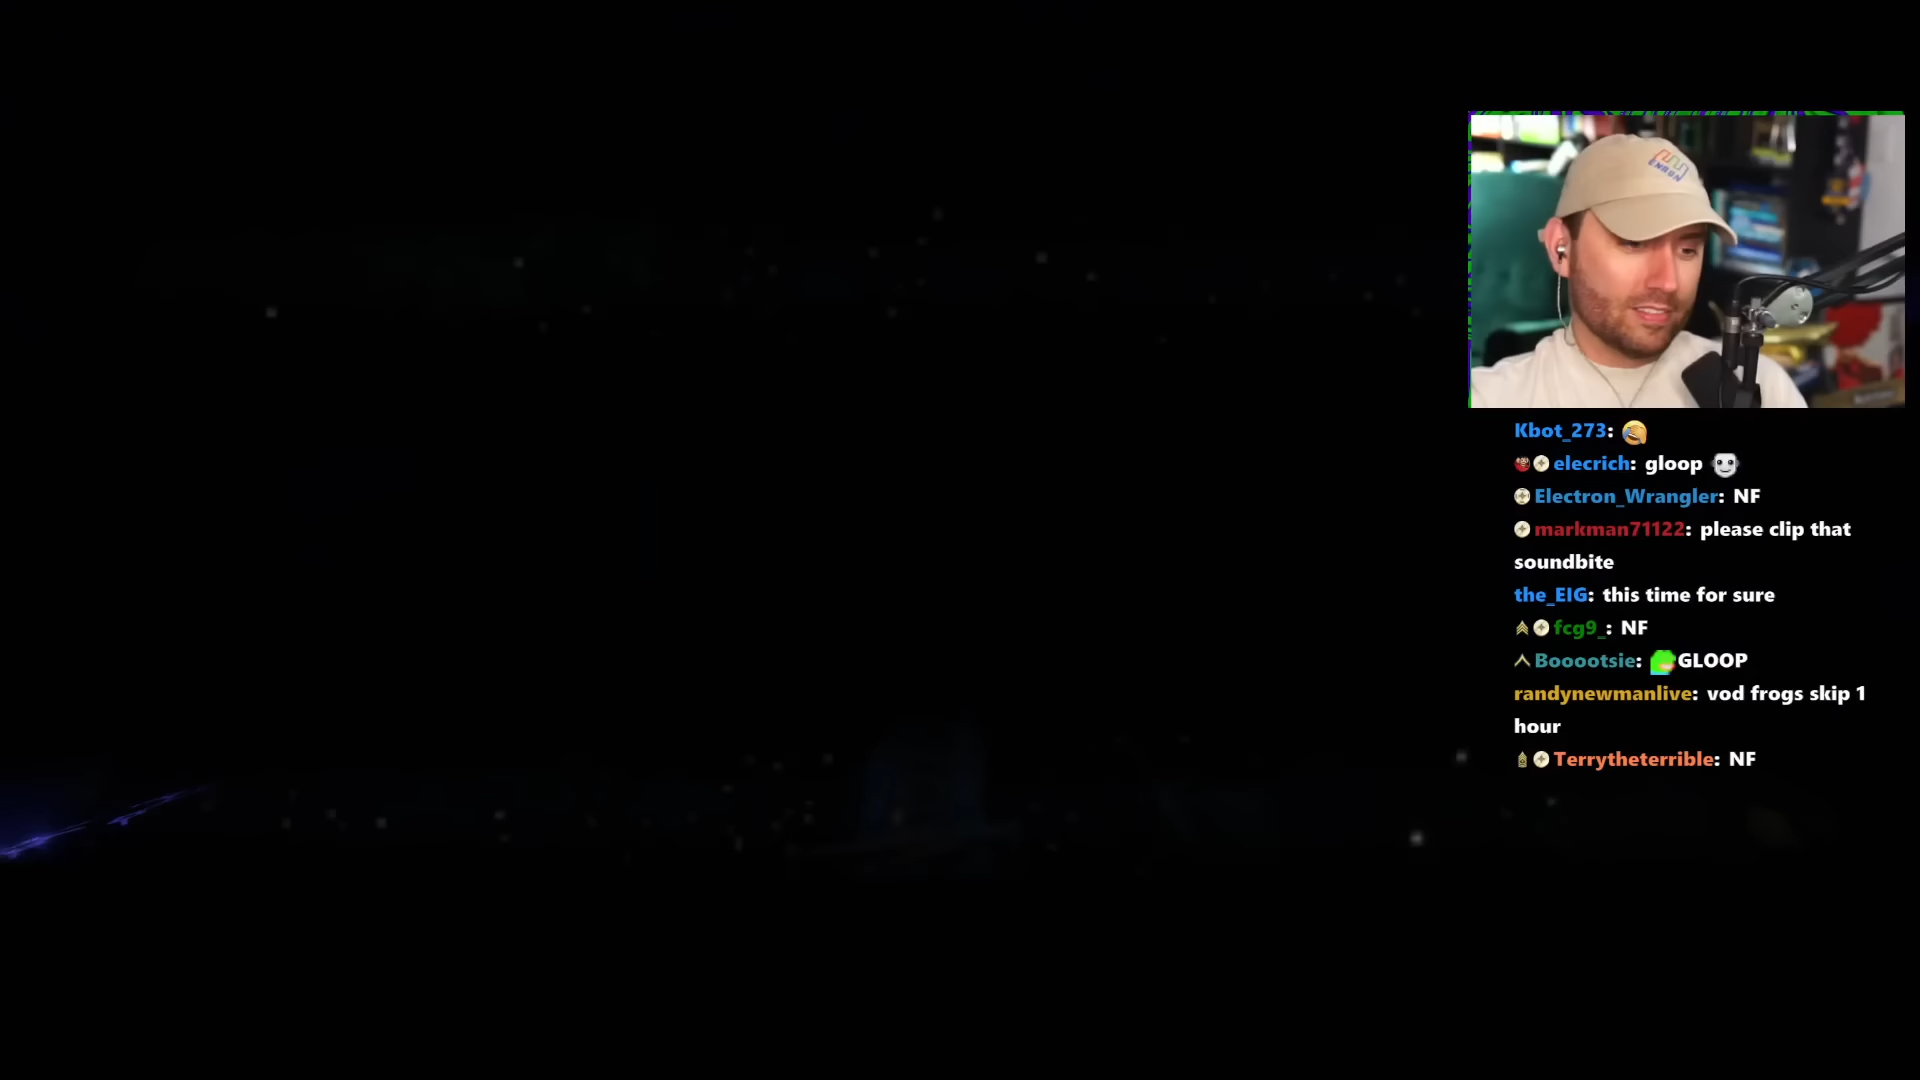 ENRUN
Kbot_273:
elecrich: gloop
Electron_Wrangler: NF
markman71122: please clip that
soundbite
the_EIG: this time for sure
fcg9_: NF
Booootsie: GLOOP
randynewmanlive: vod frogs skip 1
hour
Terrytheterrible: NF